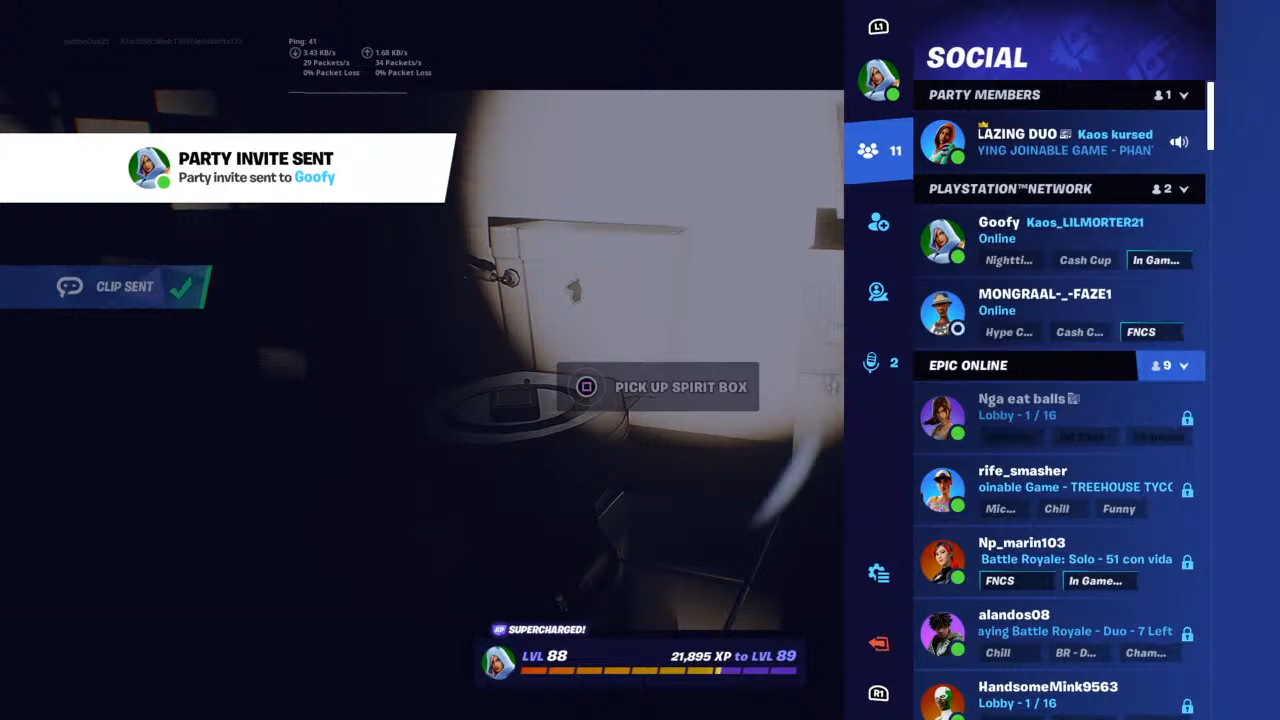 Ping: 41
3.43 KB/s 1.68 KB/s
29 Packets/s 34 Packets/s
0% Packet Loss 0% Packet Loss
PARTY INVITE SENT
Party invite sent to Goofy
CLIP SENT
PICK UP SPIRIT BOX
XP SUPERCHARGED!
LVL 88 21,895 XP to LVL 89
L1
11
2
R1
SOCIAL
PARTY MEMBERS 1
LAZING DUO Kaos kursed
YING JOINABLE GAME - PHAN
PLAYSTATION™NETWORK 2
Goofy Kaos_LILMORTER21
Online
Nightti... Cash Cup In Gam...
MONGRAAL-_-FAZE1
Online
Hype C... Cash C... FNCS
EPIC ONLINE 9
Nga eat balls
Lobby - 1 / 16
rife_smasher
oinable Game - TREEHOUSE TYC
Mic... Chill Funny
Np_marin103
Battle Royale: Solo - 51 con vida
FNCS In Game...
alandos08
aying Battle Royale - Duo - 7 Left
Chill BR - D... Cham...
HandsomeMink9563
Lobby - 1 / 16